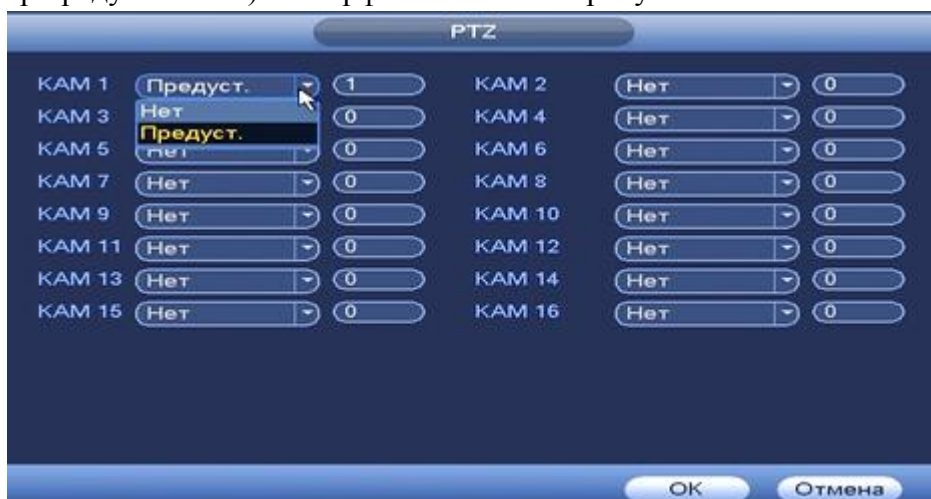 PTZ
КАМ 1 Предуст. 1 КАМ 2 Нет 0
КАМ 3 Нет 0 КАМ 4 Нет 0
Предуст.
КАМ 5 Нет 0 КАМ 6 Нет 0
КАМ 7 Нет 0 КАМ 8 Нет 0
КАМ 9 Нет 0 КАМ 10 Нет 0
КАМ 11 Нет 0 КАМ 12 Нет 0
КАМ 13 Нет 0 КАМ 14 Нет 0
КАМ 15 Нет 0 КАМ 16 Нет 0
OK Отмена